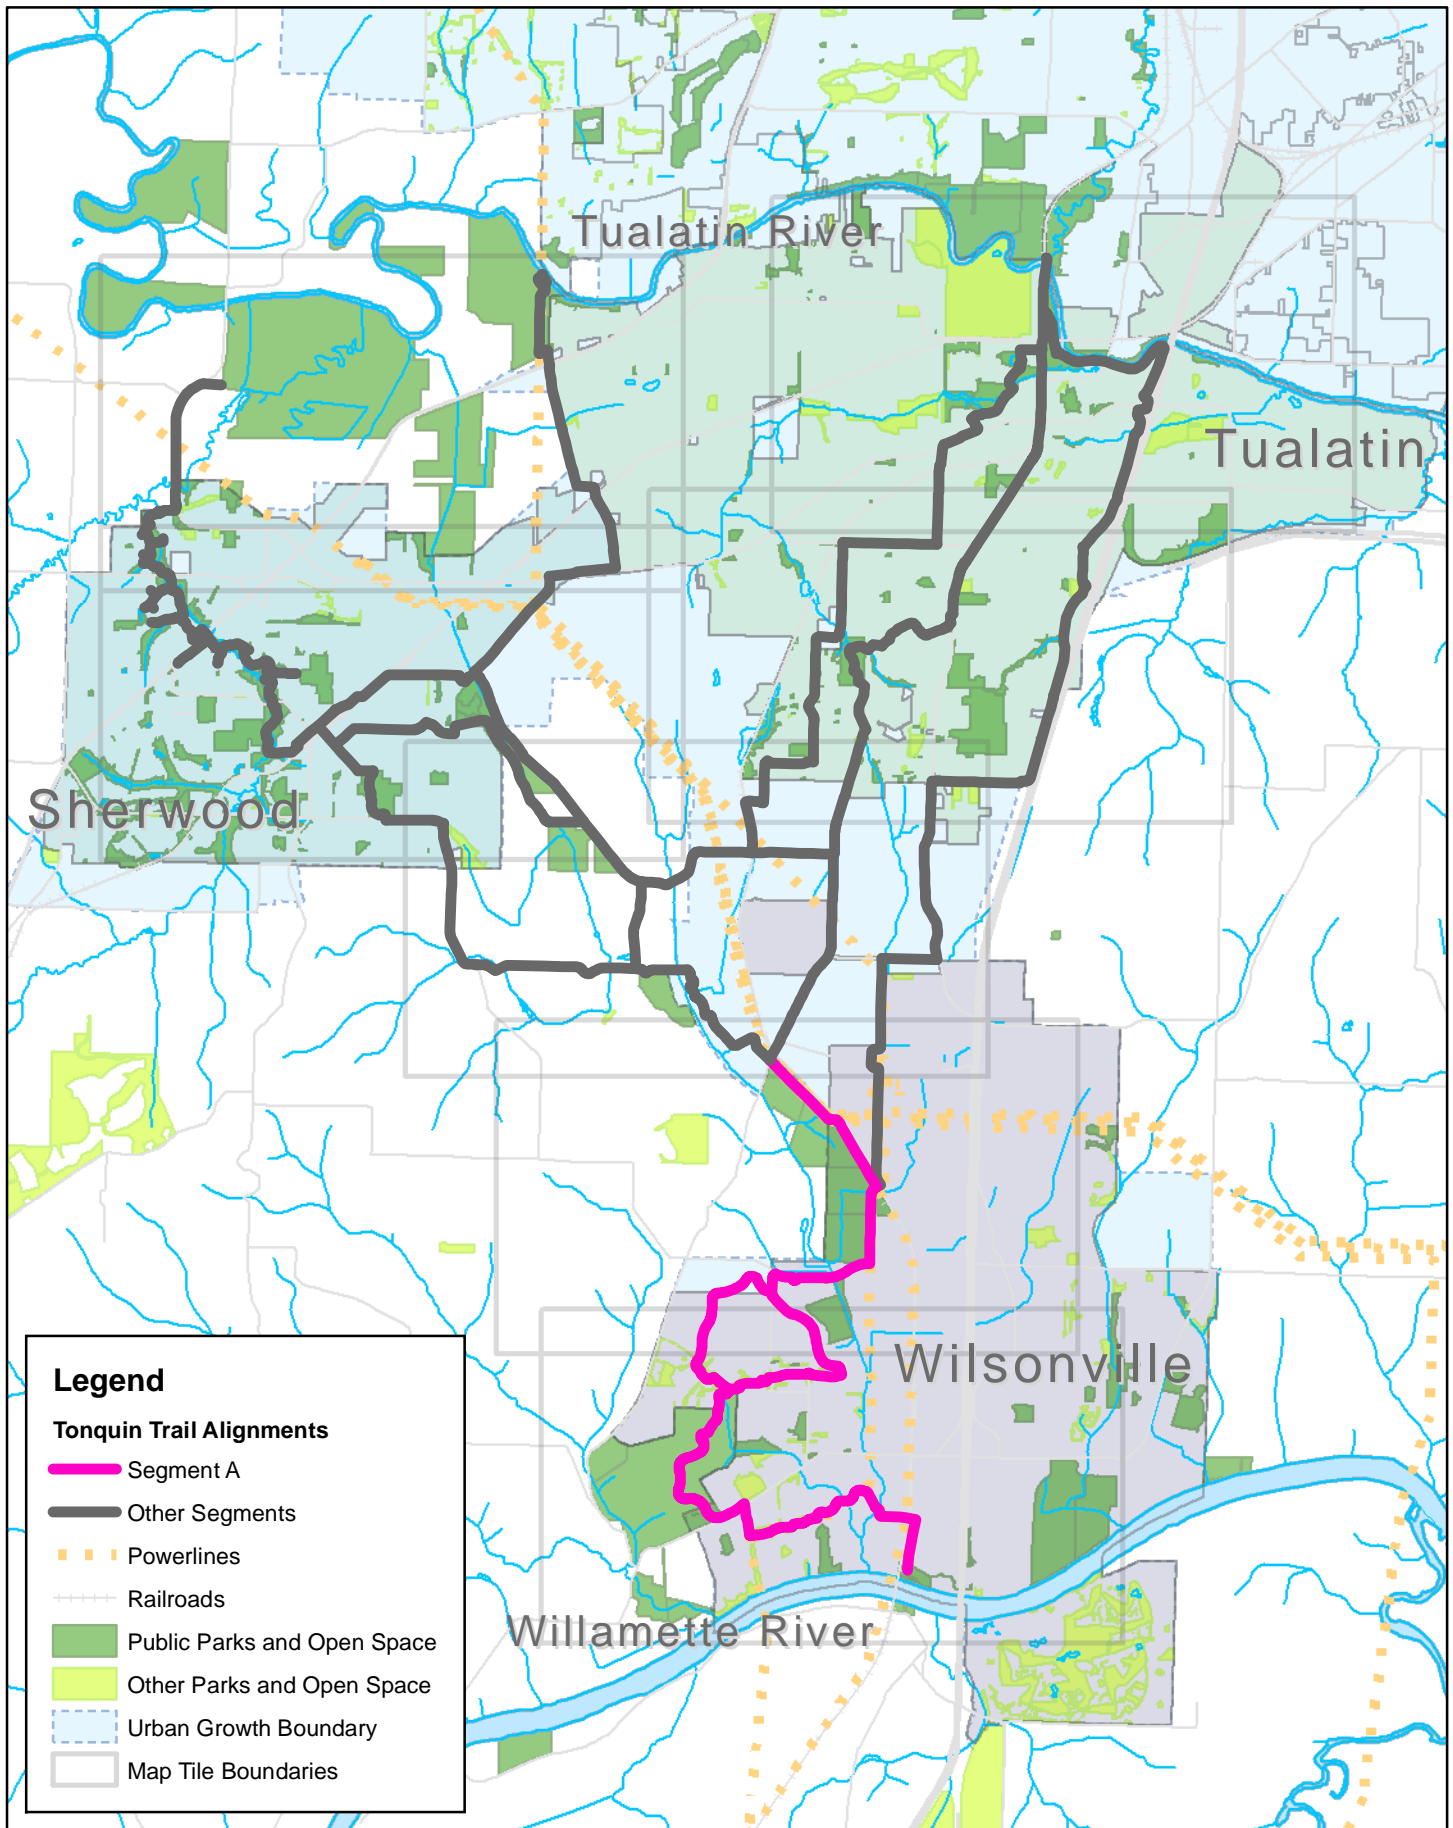 Tualatin River
Tualatin
Sherwood
Wilsonville
Willamette River
Legend
Tonquin Trail Alignments
Segment A
Other Segments
Powerlines
Railroads
Public Parks and Open Space
Other Parks and Open Space
Urban Growth Boundary
Map Tile Boundaries